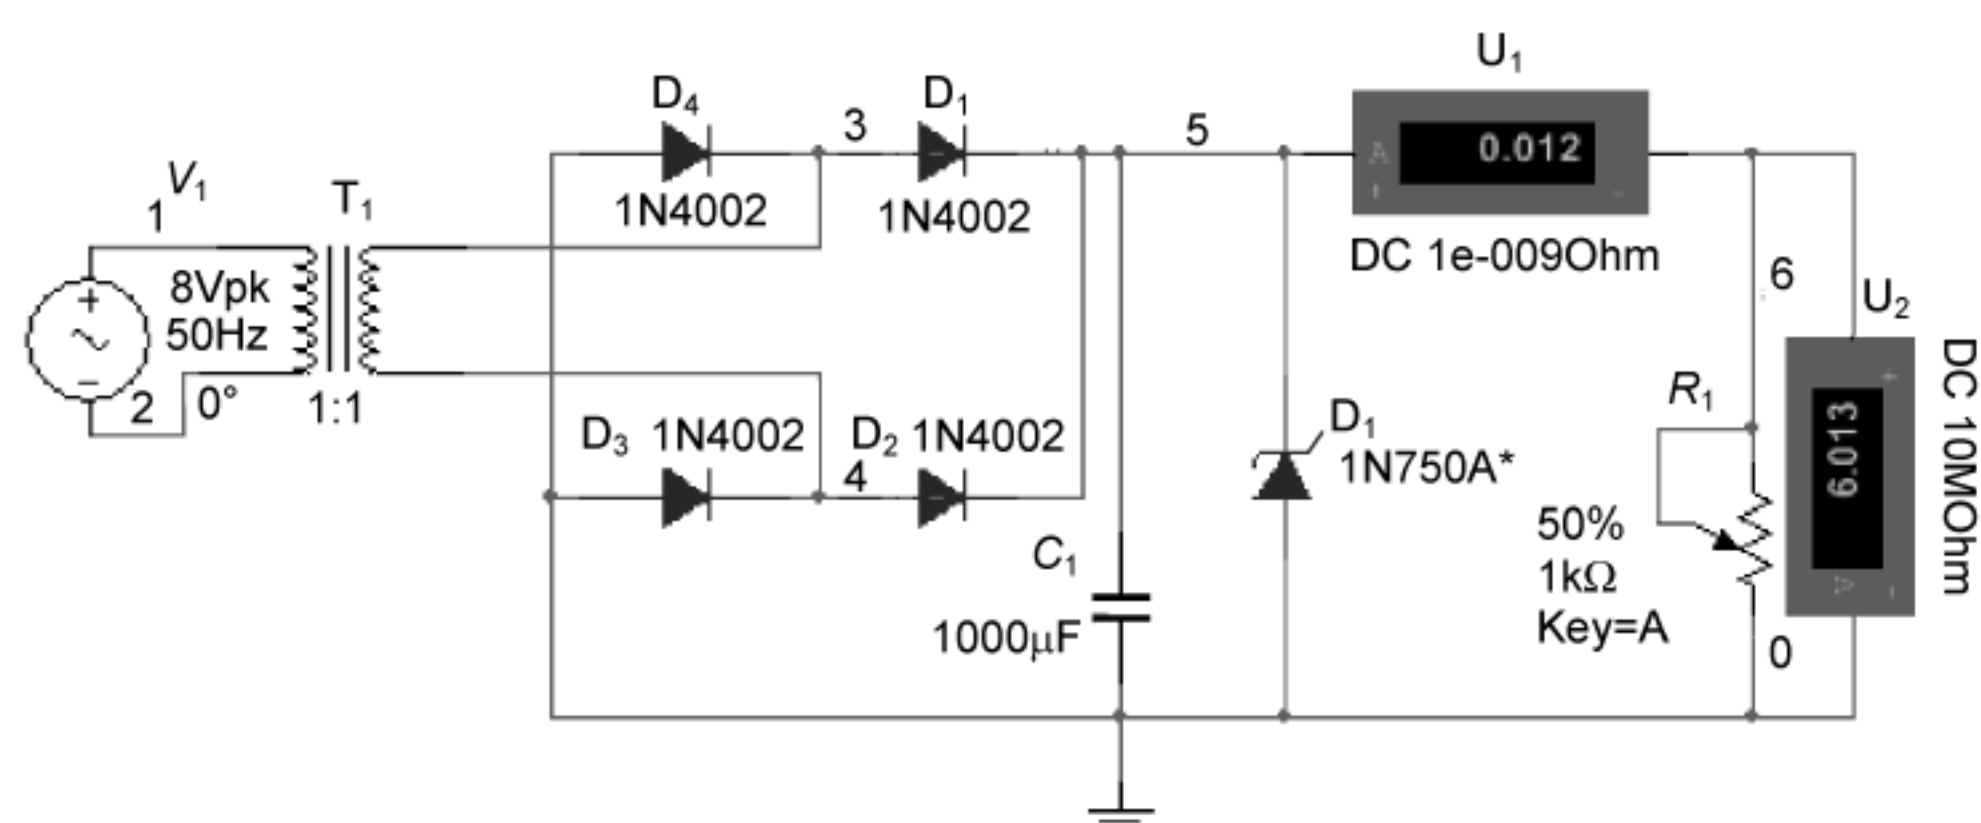 V₁
1
8Vpk
50Hz
2
0°
T₁
1:1
D₄
1N4002
3
D₁
1N4002
5
D₃ 1N4002
D₂ 1N4002
4
C₁
1000μF
D₁
1N750A*
U₁
A
0.012
+
-
DC 1e-009Ohm
6
U₂
+
6.013
A
-
DC 10MOhm
R₁
50%
1kΩ
Key=A
0